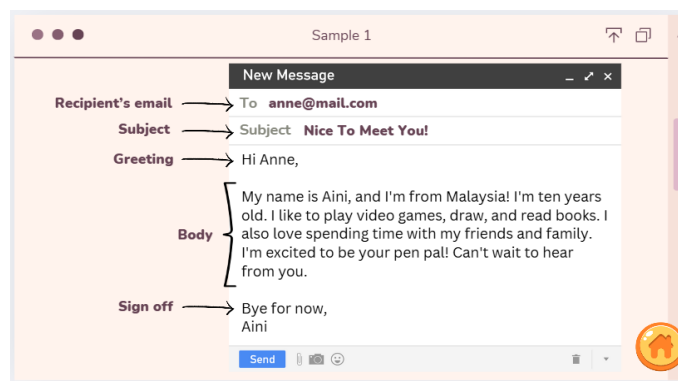 Sample 1
New Message
Recipient's email
To anne@mail.com
Subject
Subject Nice To Meet You!
Greeting
Hi Anne,
My name is Aini, and I'm from Malaysia! I'm ten years
old. I like to play video games, draw, and read books. I
Body
also love spending time with my friends and family.
I'm excited to be your pen pal! Can't wait to hear
from you.
Sign off
Bye for now,
Aini
Send